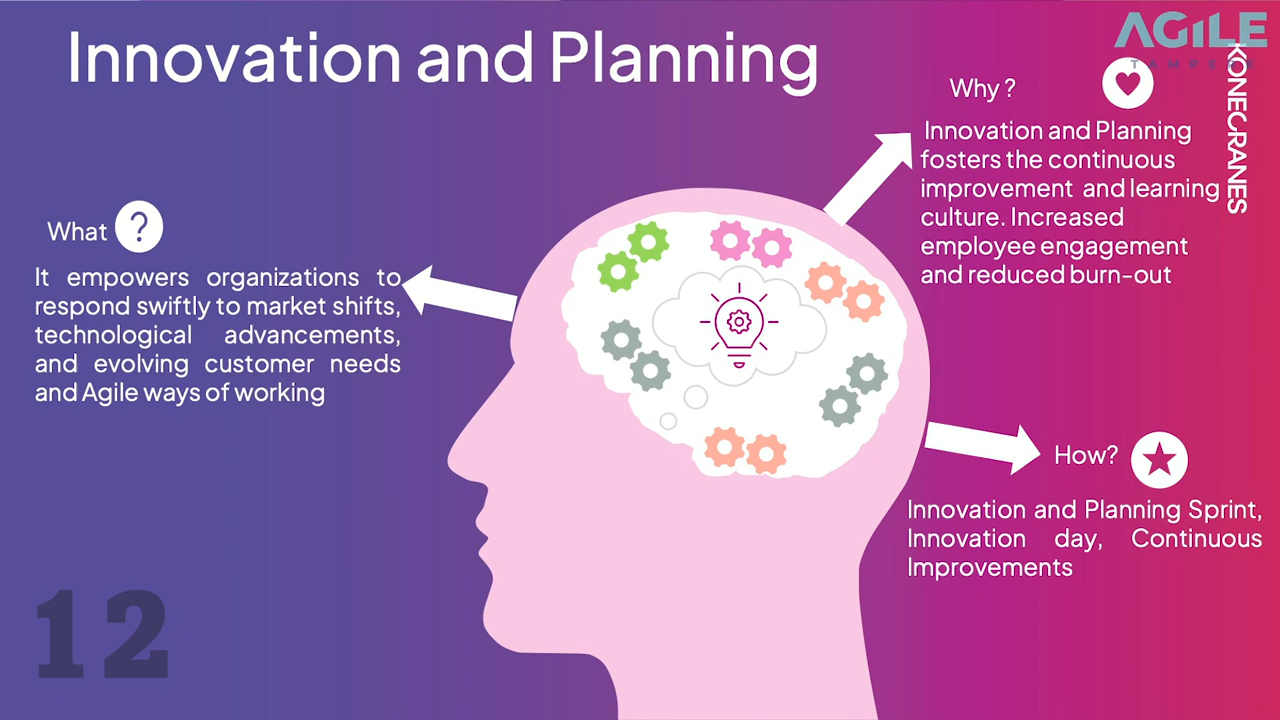 Innovation and Planning
AGILE
TAMPERE
KONECRANES
What ?
It empowers organizations to
respond swiftly to market shifts,
technological advancements,
and evolving customer needs
and Agile ways of working
Why ?
Innovation and Planning
fosters the continuous
improvement and learning
culture. Increased
employee engagement
and reduced burn-out
How?
Innovation and Planning Sprint,
Innovation day, Continuous
Improvements
12